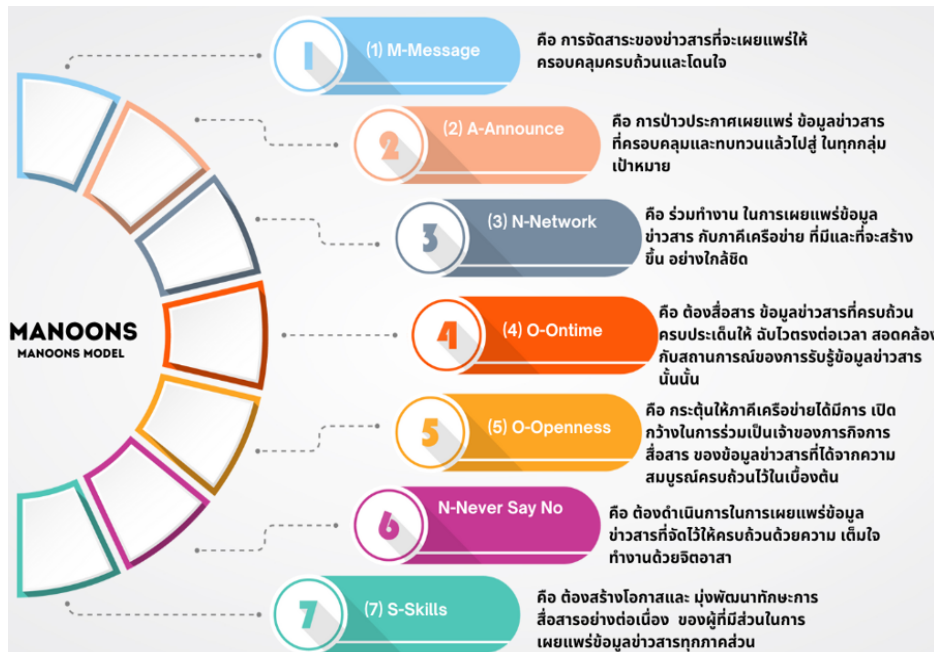 MANOONS
MANOONS MODEL
1
(1) M-Message
คือ การจัดสาระของข่าวสารที่จะเผยแพร่ให้
ครอบคลุมครบถ้วนและโดนใจ
2
(2) A-Announce
คือ การป่าวประกาศเผยแพร่ ข้อมูลข่าวสาร
ที่ครอบคลุมและทบทวนแล้วไปสู่ ในทุกกลุ่ม
เป้าหมาย
3
(3) N-Network
คือ ร่วมทำงาน ในการเผยแพร่ข้อมูล
ข่าวสาร กับภาคีเครือข่าย ที่มีและที่จะสร้าง
ขึ้น อย่างใกล้ชิด
4
(4) O-Ontime
คือ ต้องสื่อสาร ข้อมูลข่าวสารที่ครบถ้วน
ครบประเด็นให้ ฉับไวตรงต่อเวลา สอดคล้อง
กับสถานการณ์ของการรับรู้ข้อมูลข่าวสาร
นั้นนั้น
5
(5) O-Openness
คือ กระตุ้นให้ภาคีเครือข่ายได้มีการ เปิด
กว้างในการร่วมเป็นเจ้าของภารกิจการ
สื่อสาร ของข้อมูลข่าวสารที่ได้จากความ
สมบูรณ์ครบถ้วนไว้ในเบื้องต้น
6
N-Never Say No
คือ ต้องดำเนินการในการเผยแพร่ข้อมูล
ข่าวสารที่จัดไว้ให้ครบถ้วนด้วยความ เต็มใจ
ทำงานด้วยจิตอาสา
7
(7) S-Skills
คือ ต้องสร้างโอกาสและ มุ่งพัฒนาทักษะการ
สื่อสารอย่างต่อเนื่อง ของผู้ที่มีส่วนในการ
เผยแพร่ข้อมูลข่าวสารทุกภาคส่วน